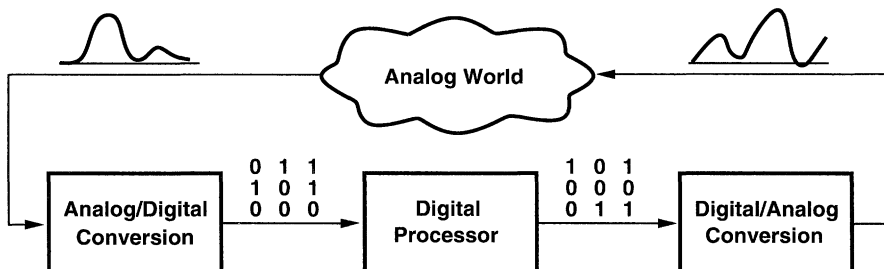 Analog World
0 1 1
1 0 1
0 0 0
1 0 1
0 0 0
0 1 1
Analog/Digital
Conversion
Digital
Processor
Digital/Analog
Conversion